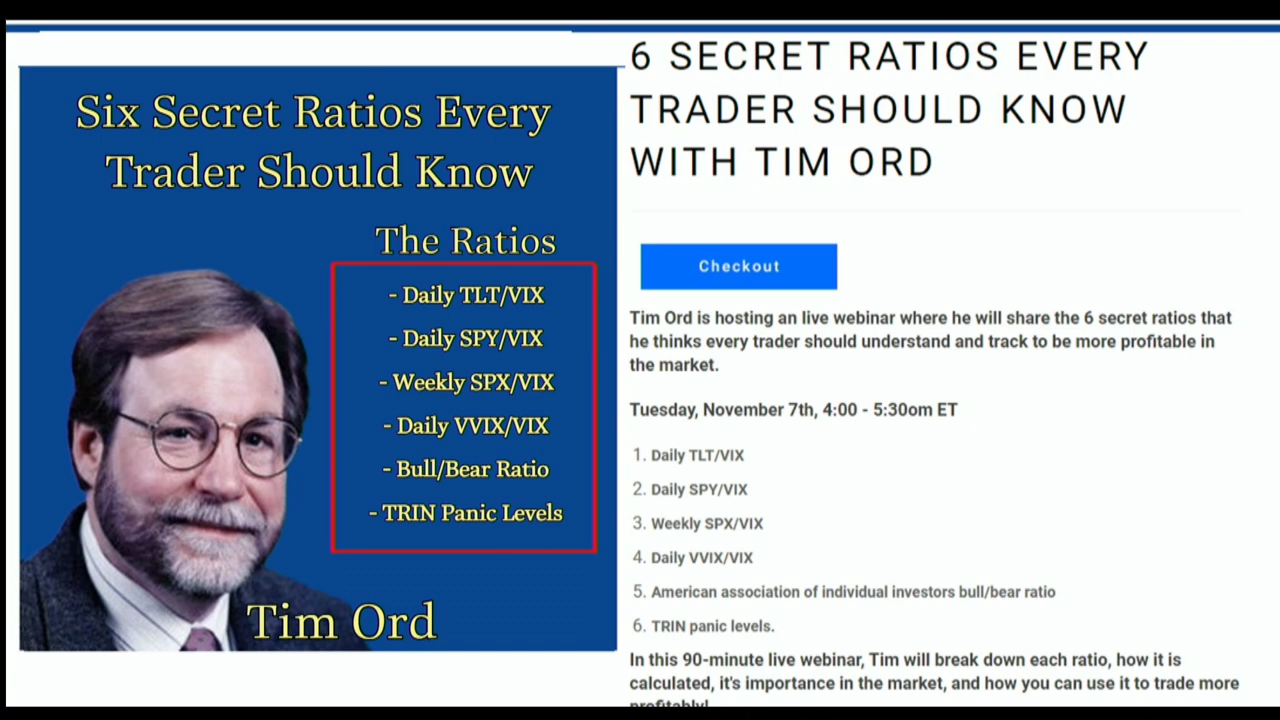 Six Secret Ratios Every
Trader Should Know
The Ratios
- Daily TLT/VIX
- Daily SPY/VIX
- Weekly SPX/VIX
- Daily VVIX/VIX
- Bull/Bear Ratio
- TRIN Panic Levels
Tim Ord
6 SECRET RATIOS EVERY
TRADER SHOULD KNOW
WITH TIM ORD
Checkout
Tim Ord is hosting an live webinar where he will share the 6 secret ratios that
he thinks every trader should understand and track to be more profitable in
the market.
Tuesday, November 7th, 4:00 - 5:30om ET
1. Daily TLT/VIX
2. Daily SPY/VIX
3. Weekly SPX/VIX
4. Daily VVIX/VIX
5. American association of individual investors bull/bear ratio
6. TRIN panic levels.
In this 90-minute live webinar, Tim will break down each ratio, how it is
calculated, it's importance in the market, and how you can use it to trade more
profitably!